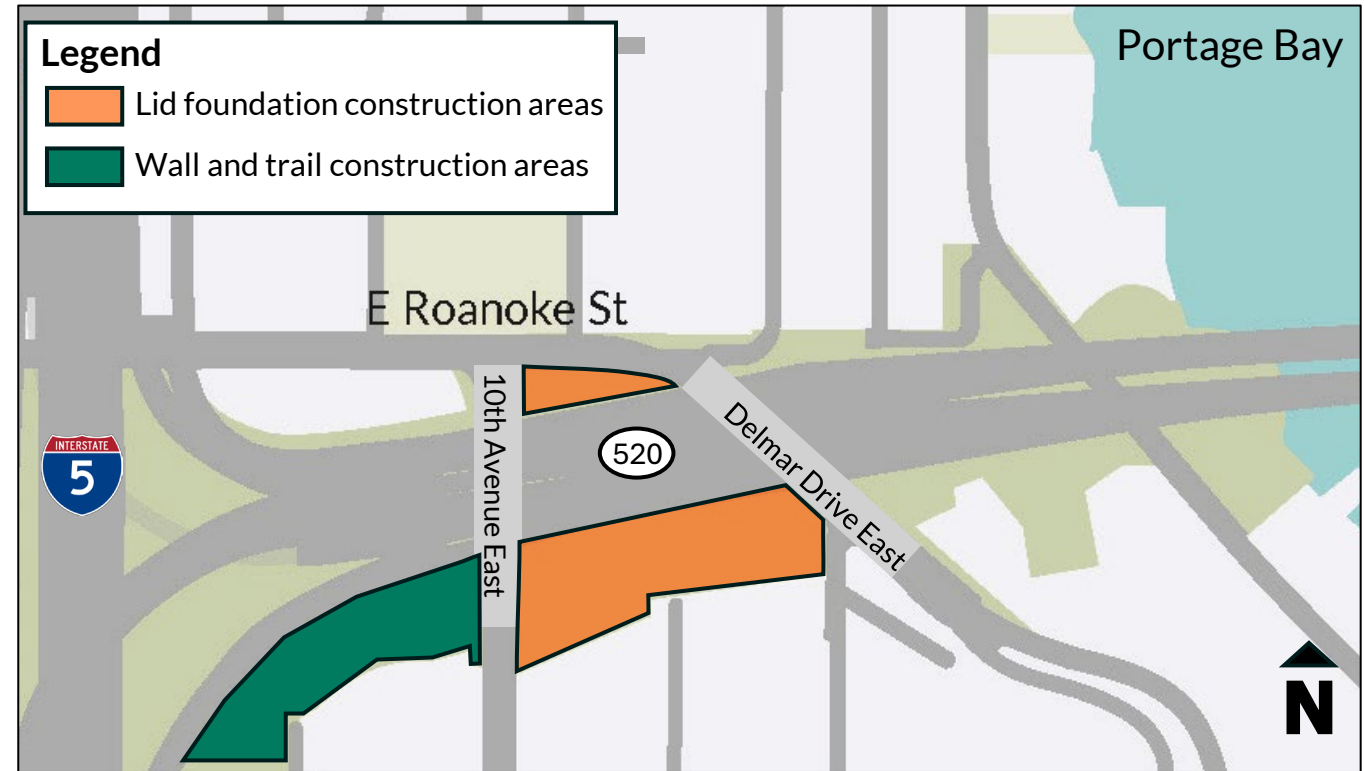 Legend
Lid foundation construction areas
Wall and trail construction areas
Portage Bay
E Roanoke St
10th Avenue East
Delmar Drive East
520
INTERSTATE
5
N